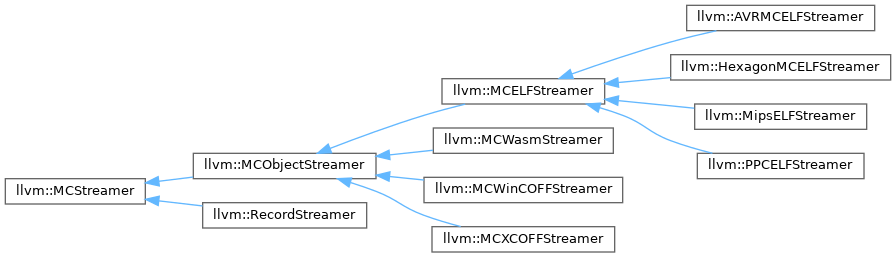 llvm::AVRMCELFStreamer
llvm::HexagonMCELFStreamer
llvm::MCELFStreamer
llvm::MipsELFStreamer
llvm::MCWasmStreamer
llvm::MCObjectStreamer
llvm::PPCELFStreamer
llvm::MCStreamer
llvm::MCWinCOFFStreamer
llvm::RecordStreamer
llvm::MCXCOFFStreamer